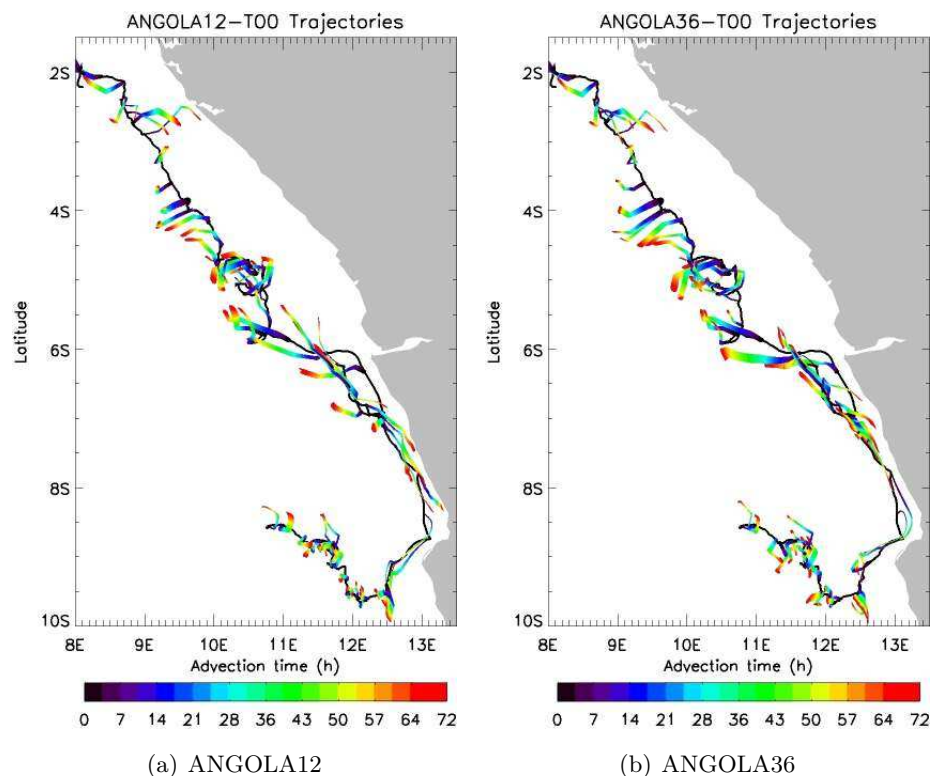 ANGOLA12-T00 Trajectories
2S
4S
6S
8S
10S
Latitude
8E 9E 10E 11E 12E 13E
Advection time (h)
0 7 14 21 28 36 43 50 57 64 72
(a) ANGOLA12
ANGOLA36-T00 Trajectories
2S
4S
6S
8S
10S
Latitude
8E 9E 10E 11E 12E 13E
Advection time (h)
0 7 14 21 28 36 43 50 57 64 72
(b) ANGOLA36